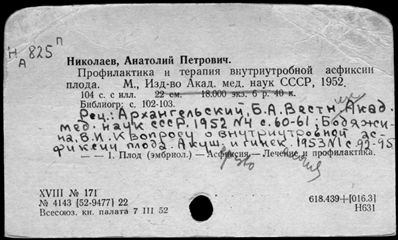 Н 825 п
А
Николаев, Анатолий Петрович.
Профилактика и терапия внутриутробной асфиксии
плода. М., Изд-во Акад. мед. наук СССР, 1952.
104 с. с илл. 22 см. 18.000 экз. 6 р. 40 к.
Библиогр: с. 102-103.
Рец.: Архангельский, Б.А. Вестн. Акад.
мед. наук СССР, 1952 №4 с.60-61; Бодяжи-
на, В.И. К вопросу о внутриутробной ас-
фиксии плода. Акуш. и гинек. 1953 №1 с.92-95
— — 1. Плод (эмбриол.) — Асфиксия — Лечение и профилактика.
XVIII № 171
№ 4143 [52-9477] 22
Всесоюз. кн. палата 7 III 52
618.439+[016.3]
Н631